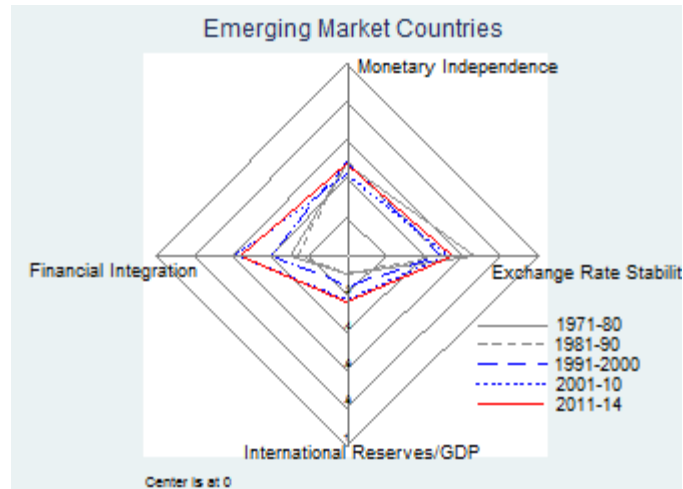 Emerging Market Countries
Monetary Independence
Financial Integration
Exchange Rate Stabilit
1971-80
1981-90
1991-2000
2001-10
2011-14
International Reserves/GDP
Center is at 0